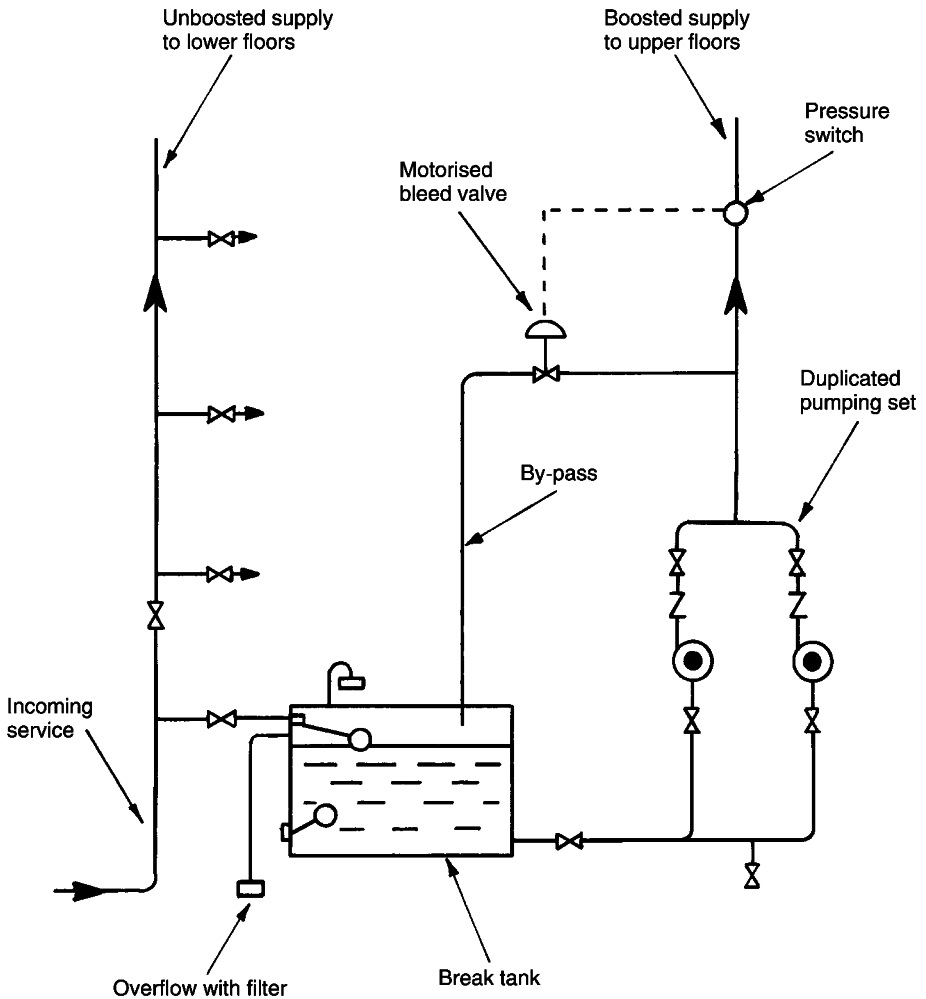 Unboosted supply
to lower floors
Boosted supply
to upper floors
Pressure
switch
Motorised
bleed valve
Duplicated
pumping set
By-pass
Incoming
service
Overflow with filter
Break tank